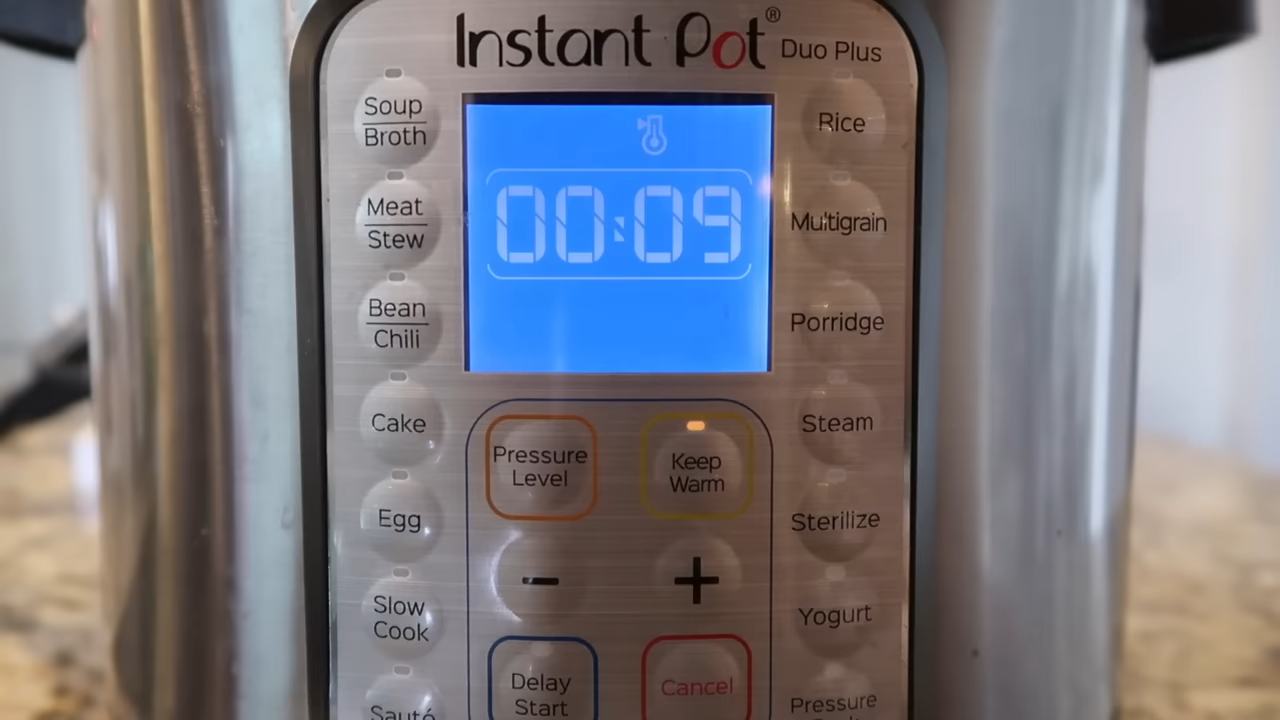 Instant Pot® Duo Plus
00:09
Soup
Broth
Meat
Stew
Bean
Chili
Cake
Egg
Slow
Cook
Sauté
Rice
Multigrain
Porridge
Steam
Sterilize
Yogurt
Pressure
Pressure
Level
Keep
Warm
-
+
Delay
Start
Cancel